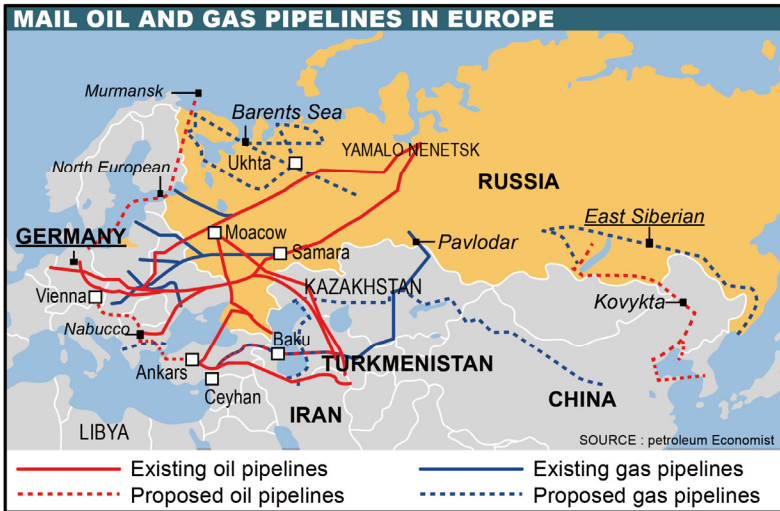 MAIL OIL AND GAS PIPELINES IN EUROPE
Murmansk
Barents Sea
Ukhta
YAMALO NENETSK
North European
RUSSIA
East Siberian
GERMANY
Moacow
Pavlodar
Samara
Vienna
KAZAKHSTAN
Kovykta
Nabucco
Baku
TURKMENISTAN
Ankars
Ceyhan
IRAN
CHINA
LIBYA
SOURCE : petroleum Economist
Existing oil pipelines
Existing gas pipelines
Proposed oil pipelines
Proposed gas pipelines